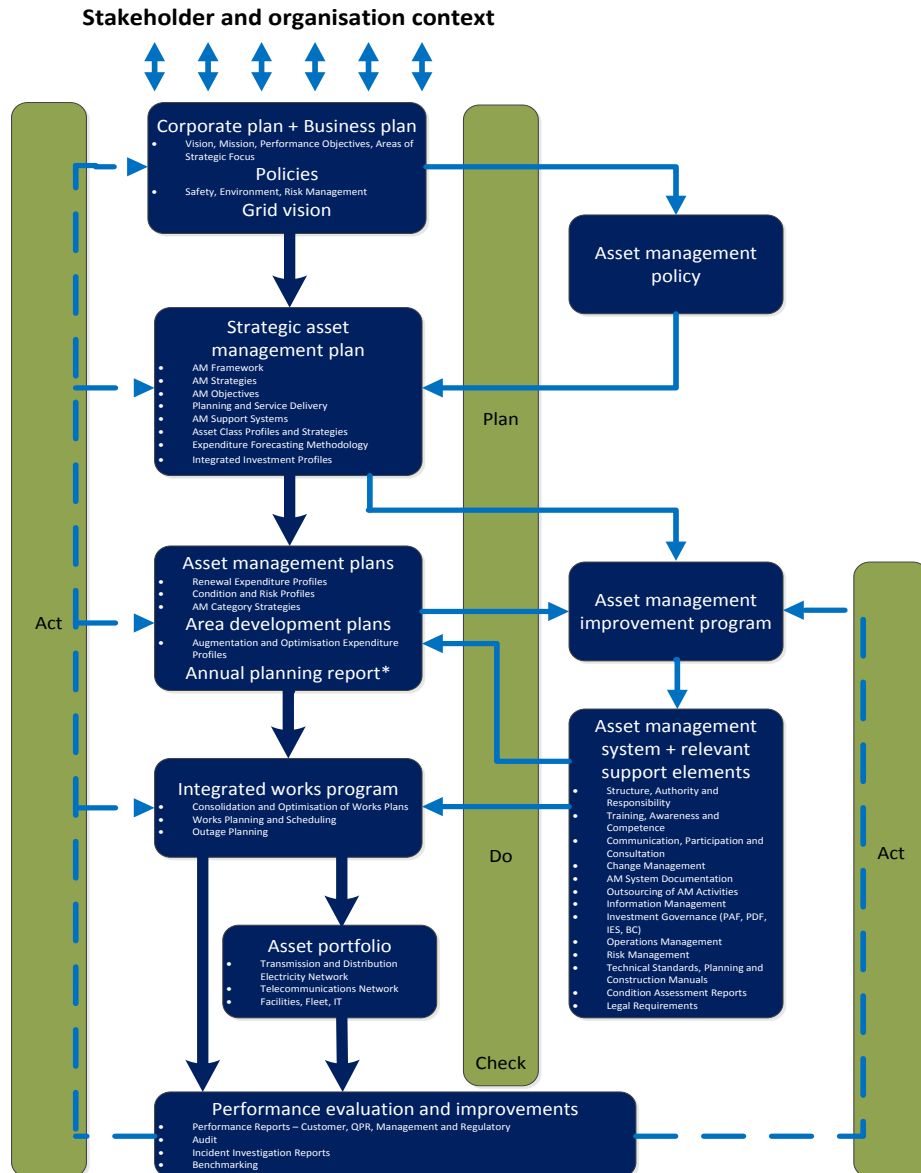 Stakeholder and organisation context
Corporate plan + Business plan
• Vision, Mission, Performance Objectives, Areas of
Strategic Focus
Policies
• Safety, Environment, Risk Management
Grid vision
Asset management
policy
Strategic asset
management plan
• AM Framework
• AM Strategies
• AM Objectives
• Planning and Service Delivery
• AM Support Systems
• Asset Class Profiles and Strategies
• Expenditure Forecasting Methodology
• Integrated Investment Profiles
Plan
Asset management plans
• Renewal Expenditure Profiles
• Condition and Risk Profiles
• AM Category Strategies
Area development plans
• Augmentation and Optimisation Expenditure
Profiles
Annual planning report*
Asset management
improvement program
Act
Asset management
system + relevant
support elements
• Structure, Authority and
Responsibility
• Training, Awareness and
Competence
• Communication, Participation and
Consultation
• Change Management
• AM System Documentation
• Outsourcing of AM Activities
• Information Management
• Investment Governance (PAF, PDF,
IES, BC)
• Operations Management
• Risk Management
• Technical Standards, Planning and
Construction Manuals
• Condition Assessment Reports
• Legal Requirements
Integrated works program
• Consolidation and Optimisation of Works Plans
• Works Planning and Scheduling
• Outage Planning
Do
Act
Asset portfolio
• Transmission and Distribution
Electricity Network
• Telecommunications Network
• Facilities, Fleet, IT
Check
Performance evaluation and improvements
• Performance Reports – Customer, QPR, Management and Regulatory
• Audit
• Incident Investigation Reports
• Benchmarking